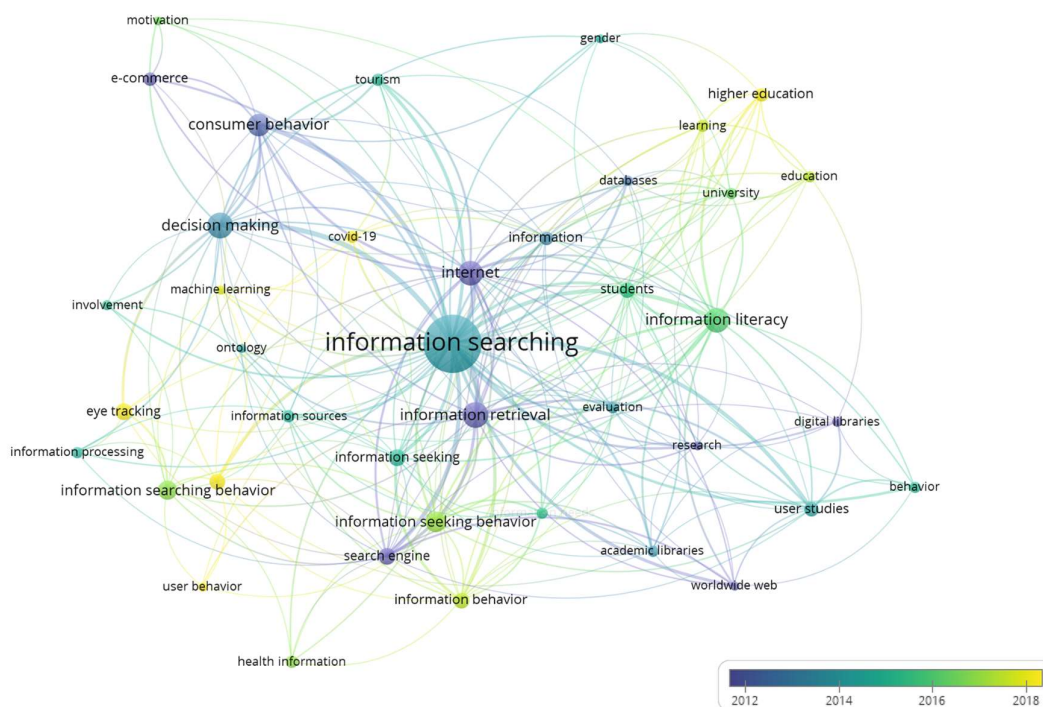 motivation
gender
e-commerce
tourism
higher education
consumer behavior
learning
databases
education
university
decision making
covid-19
information
internet
machine learning
students
involvement
information literacy
information searching
ontology
eye tracking
information sources
information retrieval
evaluation
digital libraries
research
information processing
information seeking
information searching behavior
behavior
user studies
information seeking behavior
search engine
academic libraries
user behavior
worldwide web
information behavior
health information
2012
2014
2016
2018